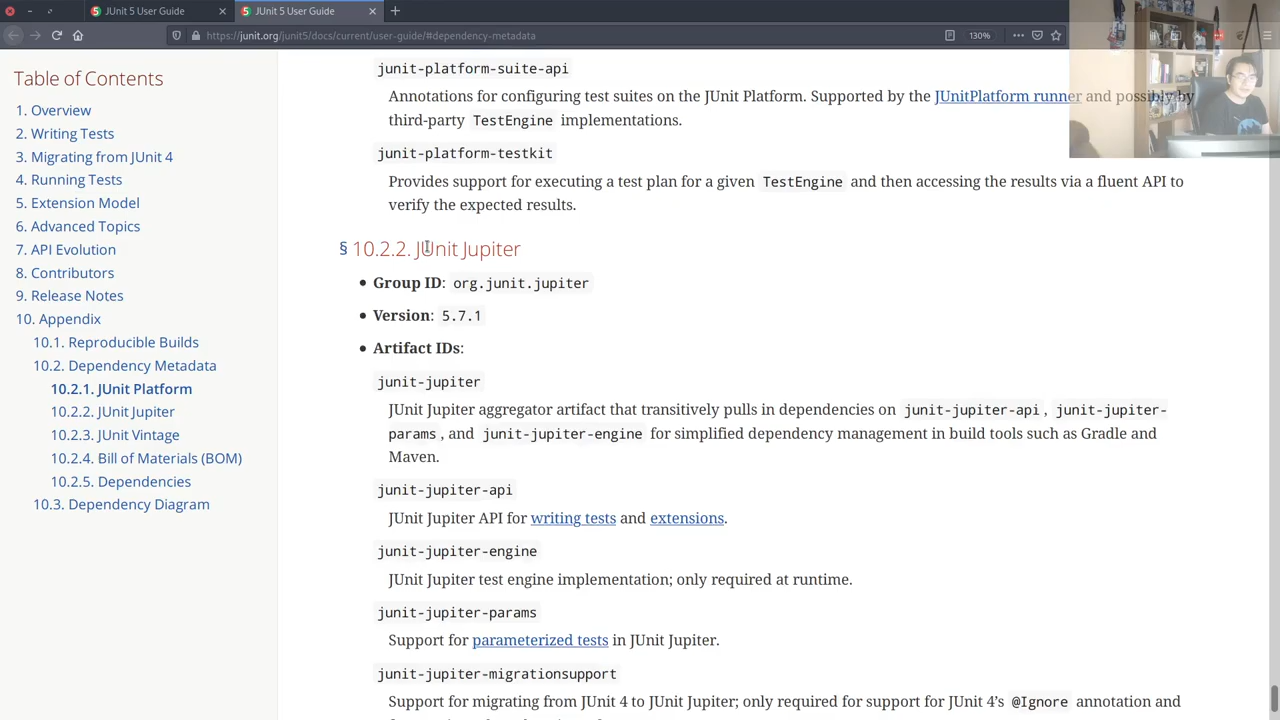 JUnit 5 User Guide
JUnit 5 User Guide
https://junit.org/junit5/docs/current/user-guide/#dependency-metadata
130%
Table of Contents
1. Overview
2. Writing Tests
3. Migrating from JUnit 4
4. Running Tests
5. Extension Model
6. Advanced Topics
7. API Evolution
8. Contributors
9. Release Notes
10. Appendix
10.1. Reproducible Builds
10.2. Dependency Metadata
10.2.1. JUnit Platform
10.2.2. JUnit Jupiter
10.2.3. JUnit Vintage
10.2.4. Bill of Materials (BOM)
10.2.5. Dependencies
10.3. Dependency Diagram
junit-platform-suite-api
Annotations for configuring test suites on the JUnit Platform. Supported by the JUnitPlatform runner and possibly by
third-party TestEngine implementations.
junit-platform-testkit
Provides support for executing a test plan for a given TestEngine and then accessing the results via a fluent API to
verify the expected results.
§ 10.2.2. JUnit Jupiter
• Group ID: org.junit.jupiter
• Version: 5.7.1
• Artifact IDs:
junit-jupiter
JUnit Jupiter aggregator artifact that transitively pulls in dependencies on junit-jupiter-api , junit-jupiter-
params , and junit-jupiter-engine for simplified dependency management in build tools such as Gradle and
Maven.
junit-jupiter-api
JUnit Jupiter API for writing tests and extensions.
junit-jupiter-engine
JUnit Jupiter test engine implementation; only required at runtime.
junit-jupiter-params
Support for parameterized tests in JUnit Jupiter.
junit-jupiter-migrationsupport
Support for migrating from JUnit 4 to JUnit Jupiter; only required for support for JUnit 4's @Ignore annotation and